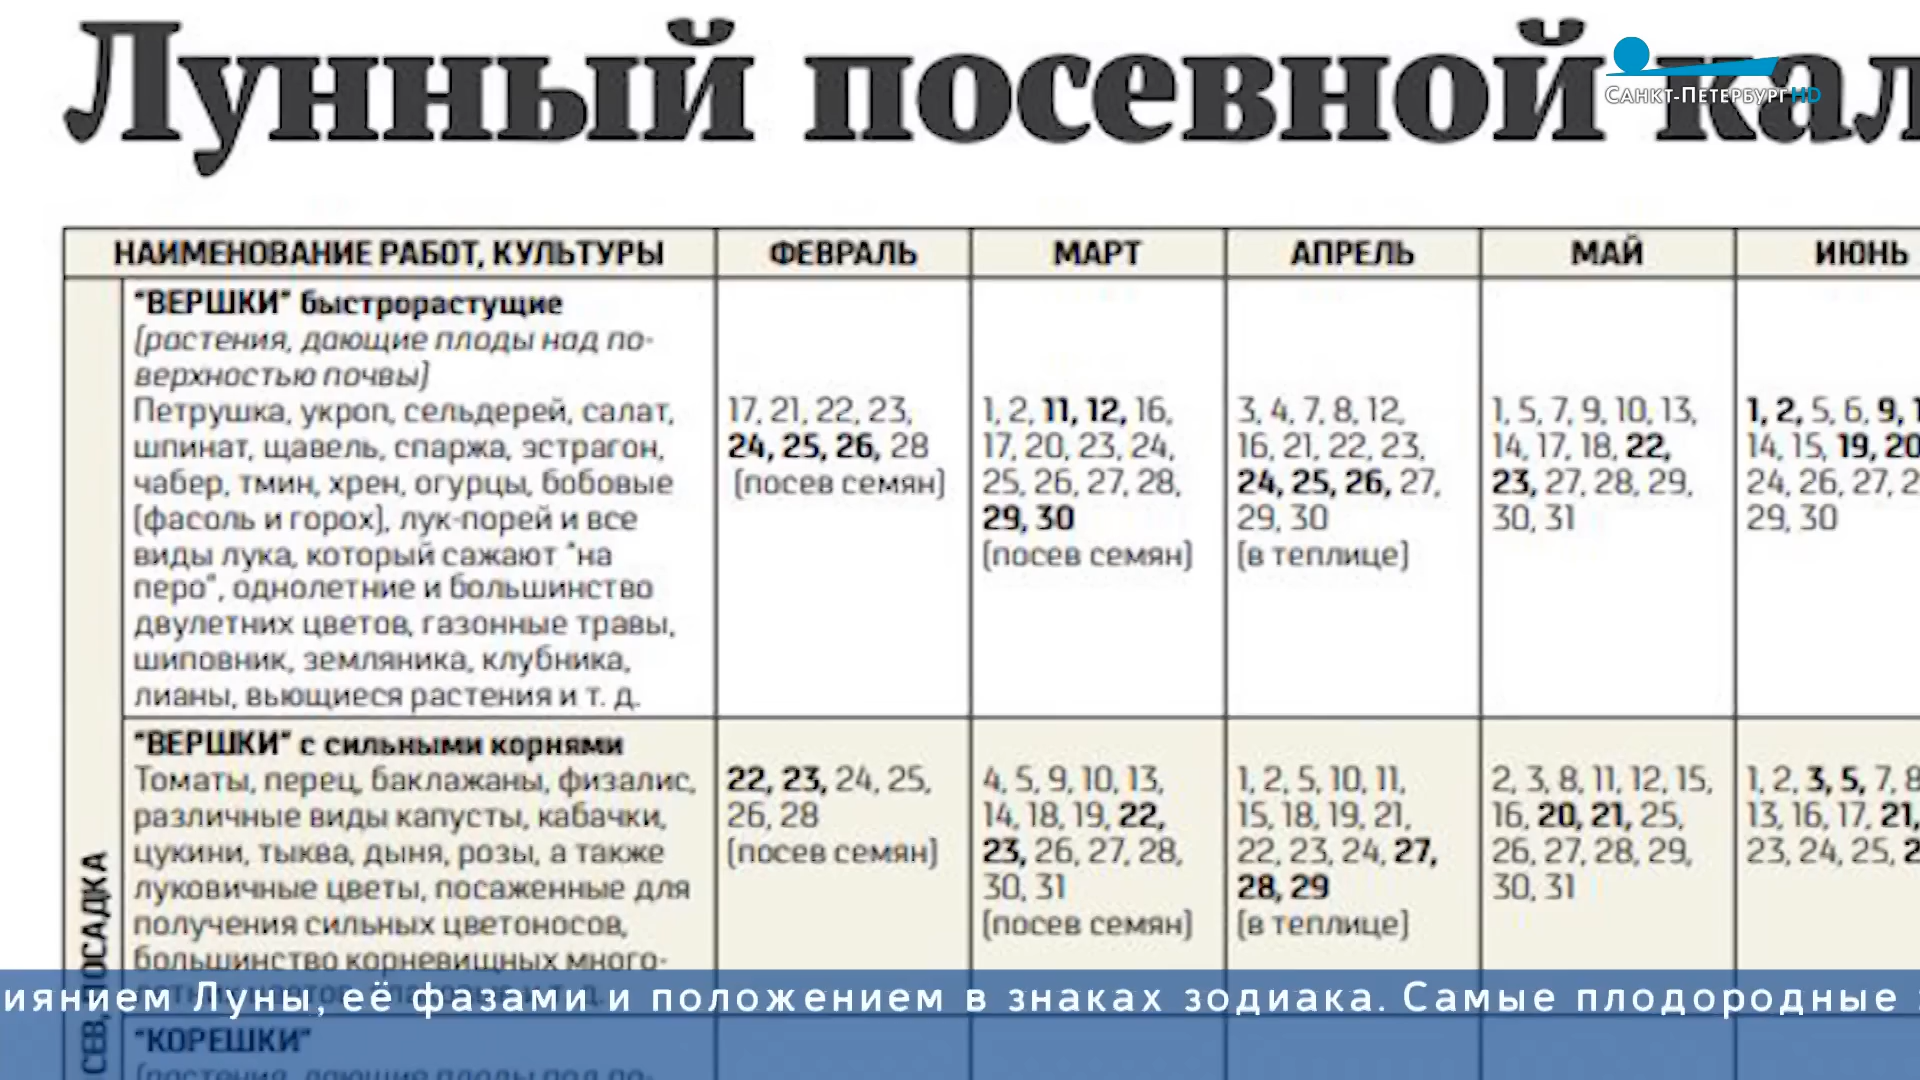 Лунный посевной кал
САНКТ-ПЕТЕРБУРГ HD
НАИМЕНОВАНИЕ РАБОТ, КУЛЬТУРЫ
ФЕВРАЛЬ
МАРТ
АПРЕЛЬ
МАЙ
ИЮНЬ
"ВЕРШКИ" быстрорастущие
(растения, дающие плоды над по-
верхностью почвы)
Петрушка, укроп, сельдерей, салат,
шпинат, щавель, спаржа, эстрагон,
чабер, тмин, хрен, огурцы, бобовые
(фасоль и горох), лук-порей и все
виды лука, который сажают "на
перо", однолетние и большинство
двулетних цветов, газонные травы,
шиповник, земляника, клубника,
лианы, вьющиеся растения и т. д.
17, 21, 22, 23,
24, 25, 26, 28
(посев семян)
1, 2, 11, 12, 16,
17, 20, 23, 24,
25, 26, 27, 28,
29, 30
(посев семян)
3, 4, 7, 8, 12,
16, 21, 22, 23,
24, 25, 26, 27,
29, 30
(в теплице)
1, 5, 7, 9, 10, 13,
14, 17, 18, 22,
23, 27, 28, 29,
30, 31
1, 2, 5, 6, 9,
14, 15, 19, 20
24, 26, 27,
29, 30
"ВЕРШКИ" с сильными корнями
Томаты, перец, баклажаны, физалис,
различные виды капусты, кабачки,
цукини, тыква, дыня, розы, а также
луковичные цветы, посаженные для
получения сильных цветоносов,
большинство корневищных много-
22, 23, 24, 25,
26, 28
(посев семян)
4, 5, 9, 10, 13,
14, 18, 19, 22,
23, 26, 27, 28,
30, 31
(посев семян)
1, 2, 5, 10, 11,
15, 18, 19, 21,
22, 23, 24, 27,
28, 29
(в теплице)
2, 3, 8, 11, 12, 15,
16, 20, 21, 25,
26, 27, 28, 29,
30, 31
1, 2, 3, 5, 7, 8
13, 16, 17, 21,
23, 24, 25,
СЕВ, ПОСАДКА
иянием Луны, её фазами и положением в знаках зодиака. Самые плодородные
"КОРЕШКИ"
(растения, дающие плоды под по-